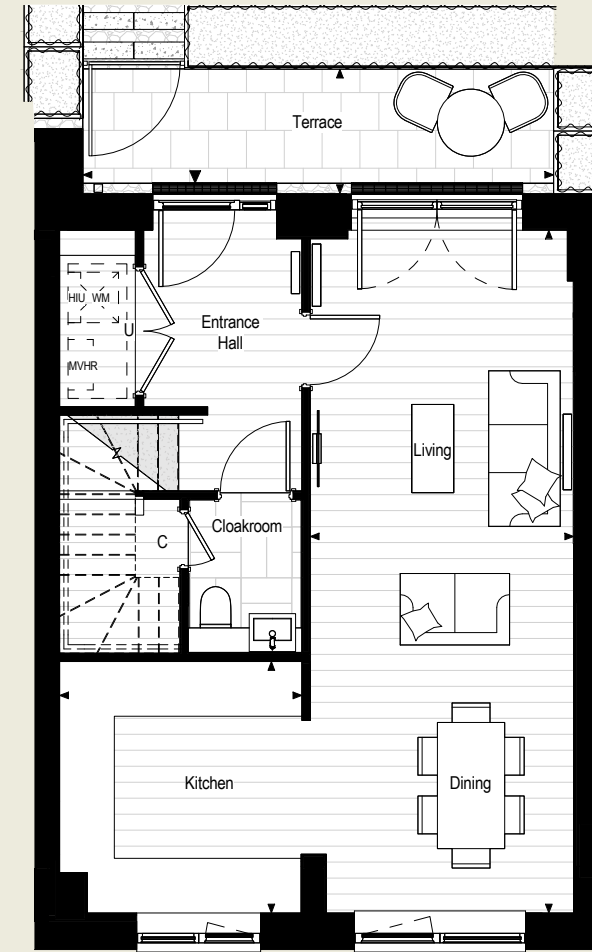 Terrace
HIU WM
U
MVHR
Entrance
Hall
Living
Cloakroom
C
Kitchen
Dining